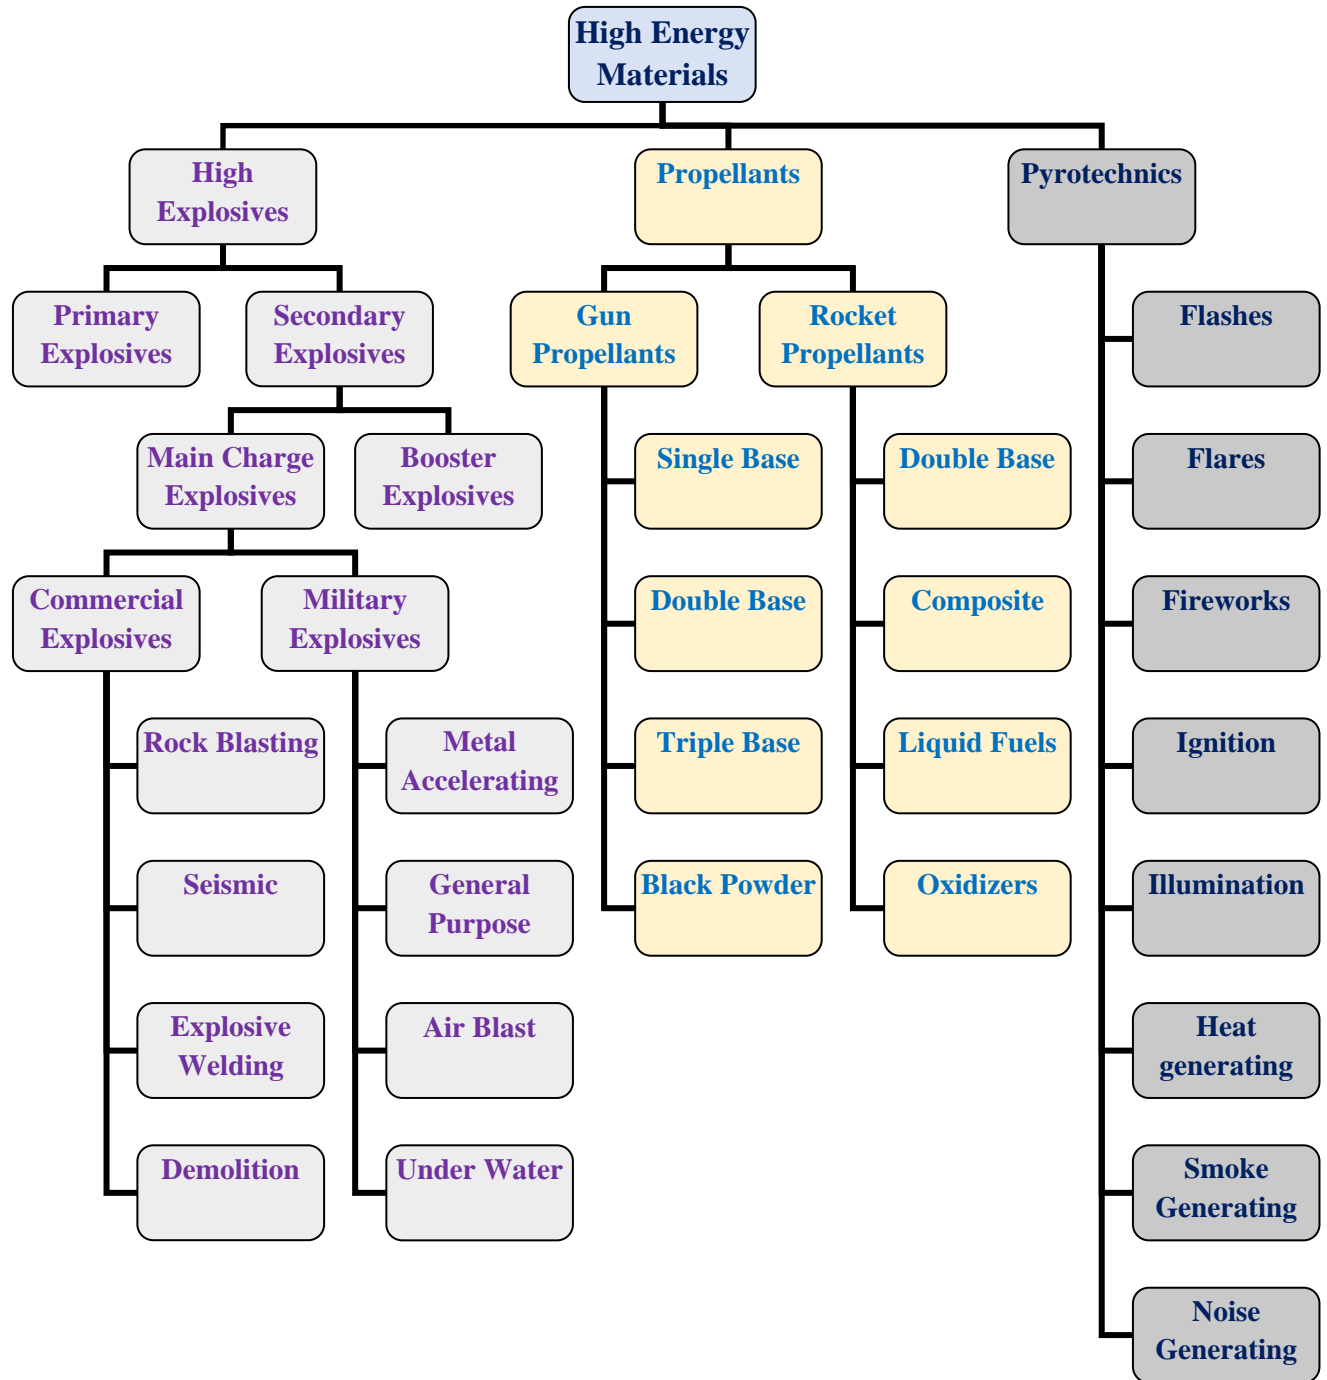 High Energy
Materials
High
Explosives
Propellants
Pyrotechnics
Primary
Explosives
Secondary
Explosives
Gun
Propellants
Rocket
Propellants
Flashes
Main Charge
Explosives
Booster
Explosives
Single Base
Double Base
Flares
Commercial
Explosives
Military
Explosives
Double Base
Composite
Fireworks
Rock Blasting
Metal
Accelerating
Triple Base
Liquid Fuels
Ignition
Seismic
General
Purpose
Black Powder
Oxidizers
Illumination
Explosive
Welding
Air Blast
Heat
generating
Demolition
Under Water
Smoke
Generating
Noise
Generating